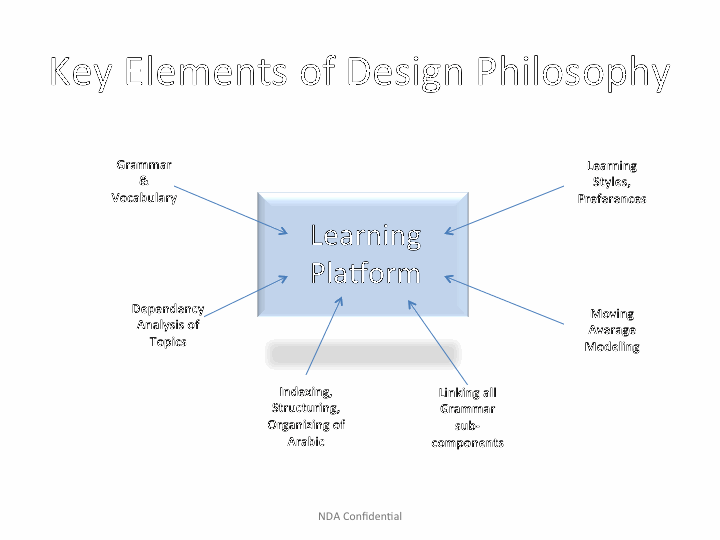 Key Elements of Design Philosophy
Grammar
&
Vocabulary
Learning
Styles,
Preferences
Learning
Platform
Dependency
Analysis of
Topics
Moving
Average
Modeling
Indexing,
Structuring,
Organizing of
Arabic
Linking all
Grammar
sub-
components
NDA Confidential